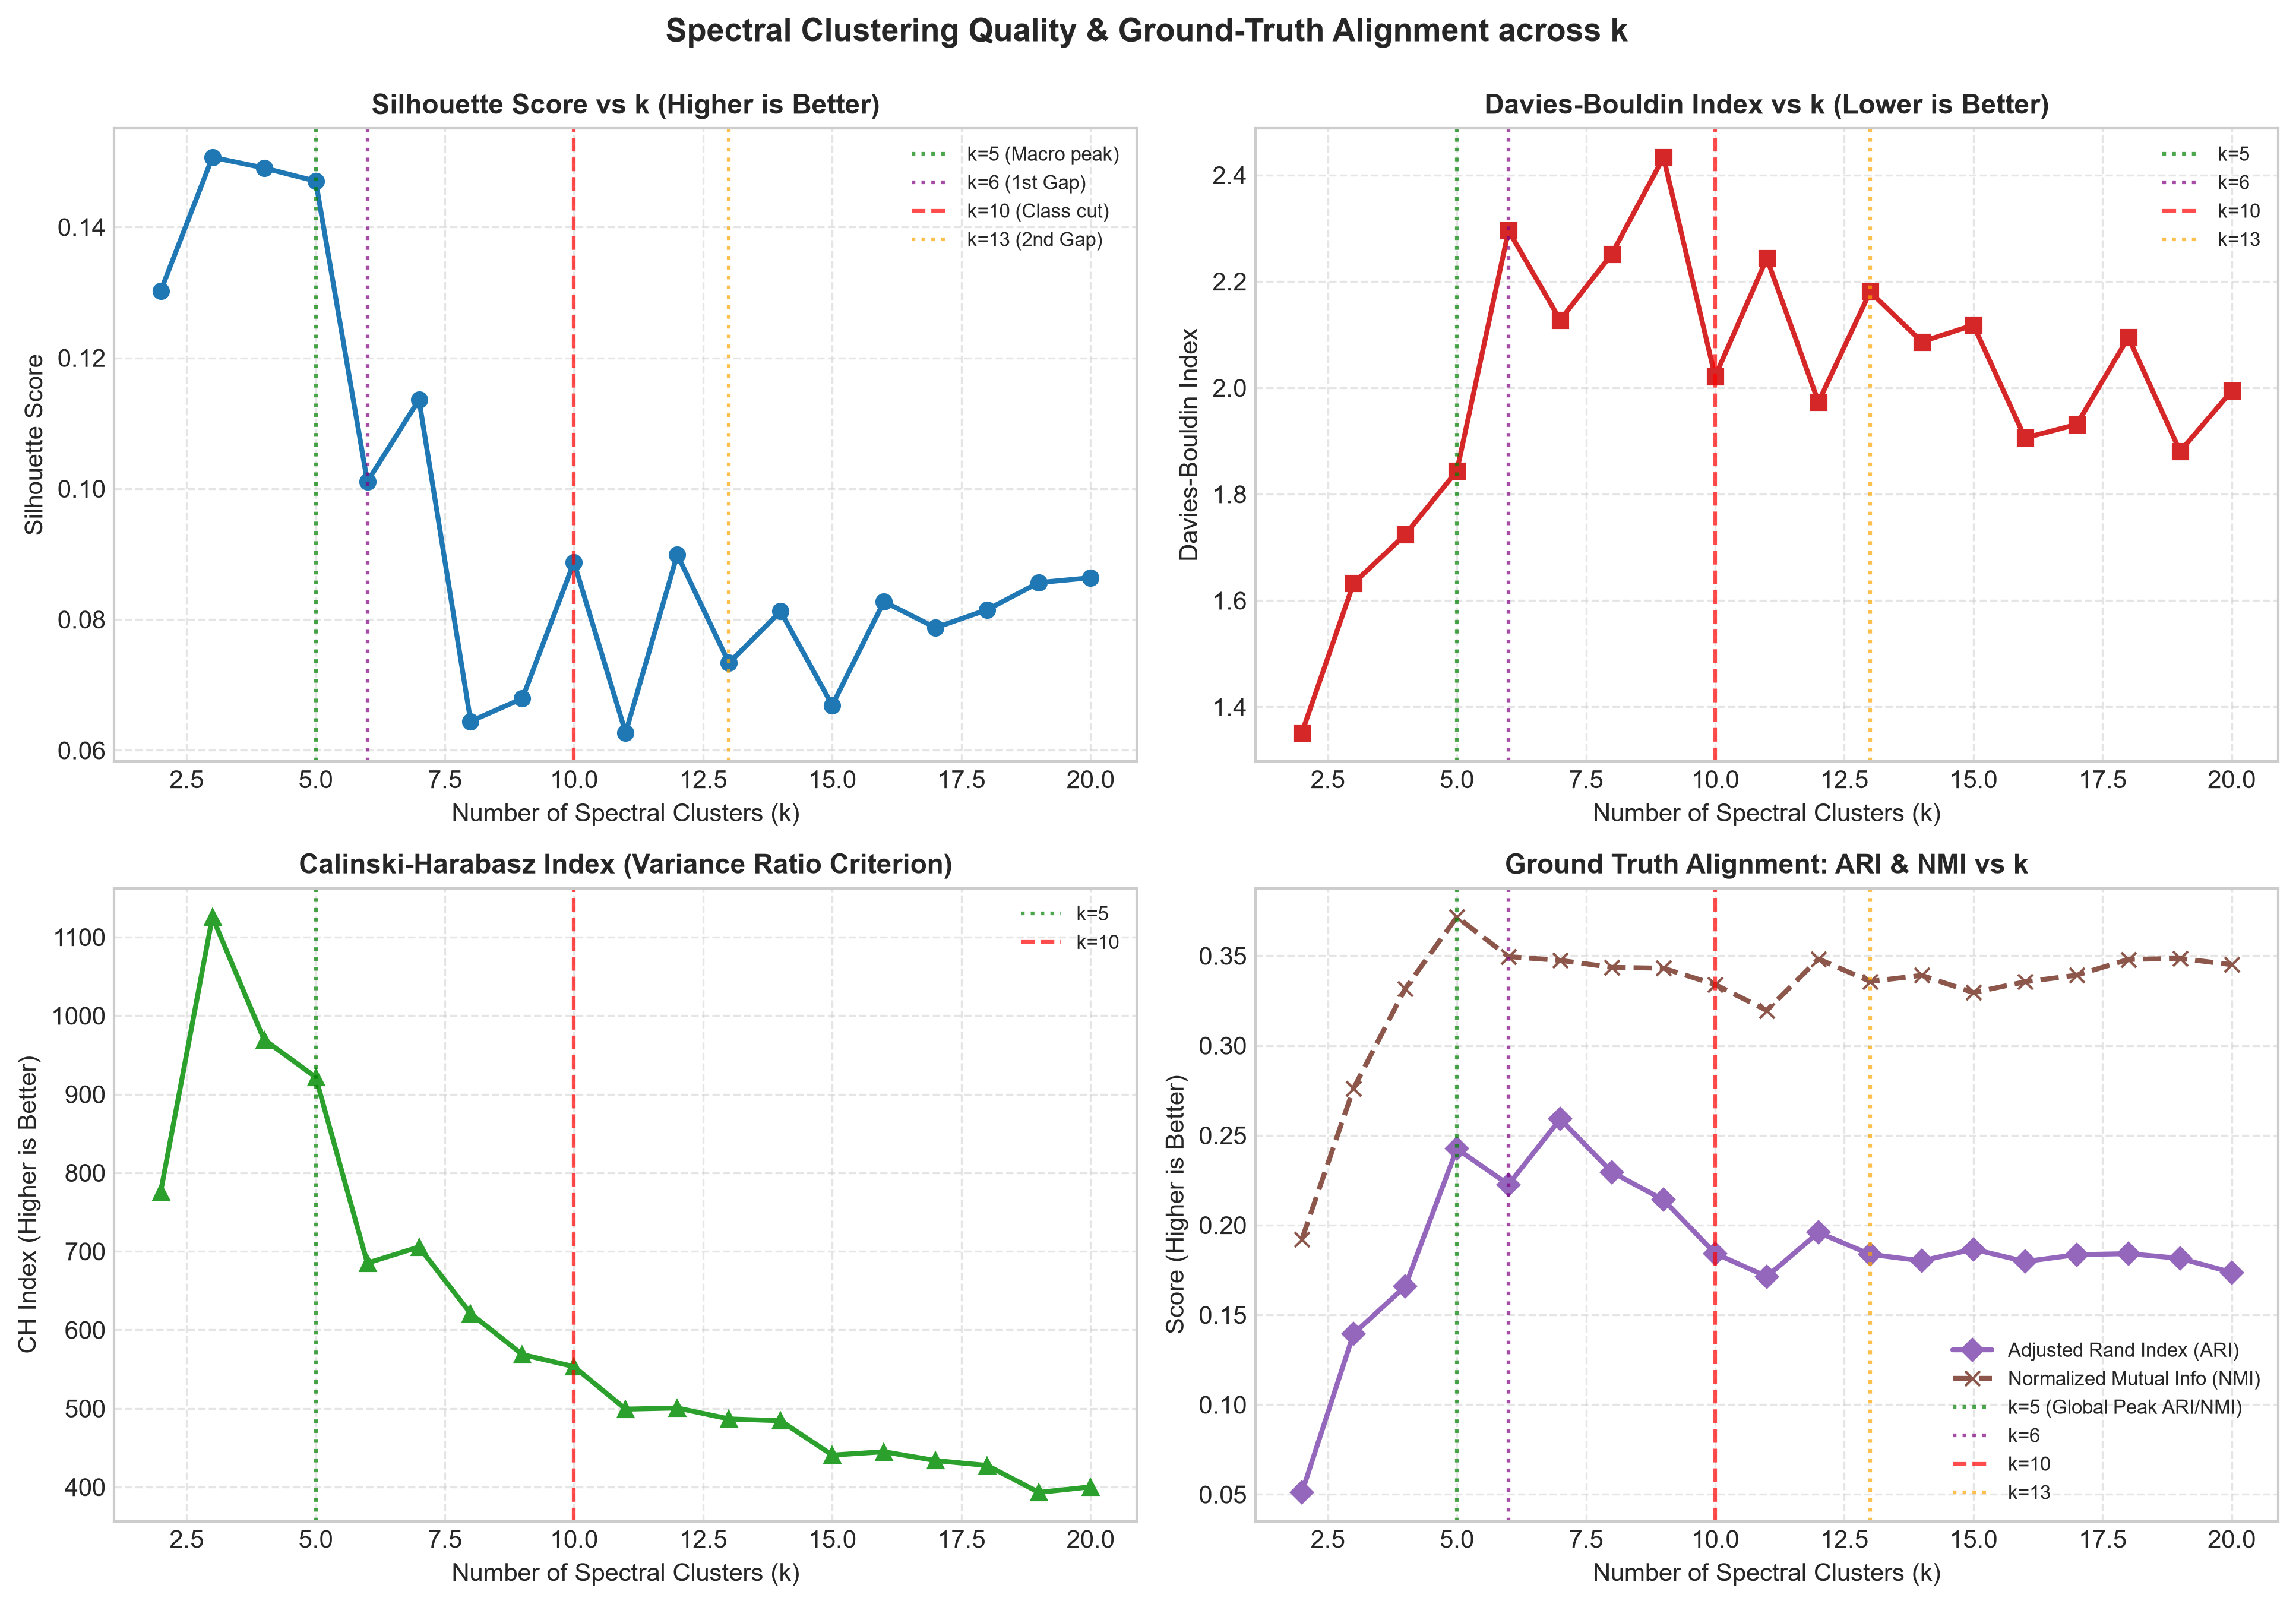 Spectral Clustering Quality & Ground-Truth Alignment across k
Silhouette Score vs k (Higher is Better)
Silhouette Score
0.14
0.12
0.10
0.08
0.06
2.5 5.0 7.5 10.0 12.5 15.0 17.5 20.0
Number of Spectral Clusters (k)
k=5 (Macro peak)
k=6 (1st Gap)
k=10 (Class cut)
k=13 (2nd Gap)
Davies-Bouldin Index vs k (Lower is Better)
Davies-Bouldin Index
2.4
2.2
2.0
1.8
1.6
1.4
2.5 5.0 7.5 10.0 12.5 15.0 17.5 20.0
Number of Spectral Clusters (k)
k=5
k=6
k=10
k=13
Calinski-Harabasz Index (Variance Ratio Criterion)
CH Index (Higher is Better)
1100
1000
900
800
700
600
500
400
2.5 5.0 7.5 10.0 12.5 15.0 17.5 20.0
Number of Spectral Clusters (k)
k=5
k=10
Ground Truth Alignment: ARI & NMI vs k
Score (Higher is Better)
0.35
0.30
0.25
0.20
0.15
0.10
0.05
2.5 5.0 7.5 10.0 12.5 15.0 17.5 20.0
Number of Spectral Clusters (k)
Adjusted Rand Index (ARI)
Normalized Mutual Info (NMI)
k=5 (Global Peak ARI/NMI)
k=6
k=10
k=13